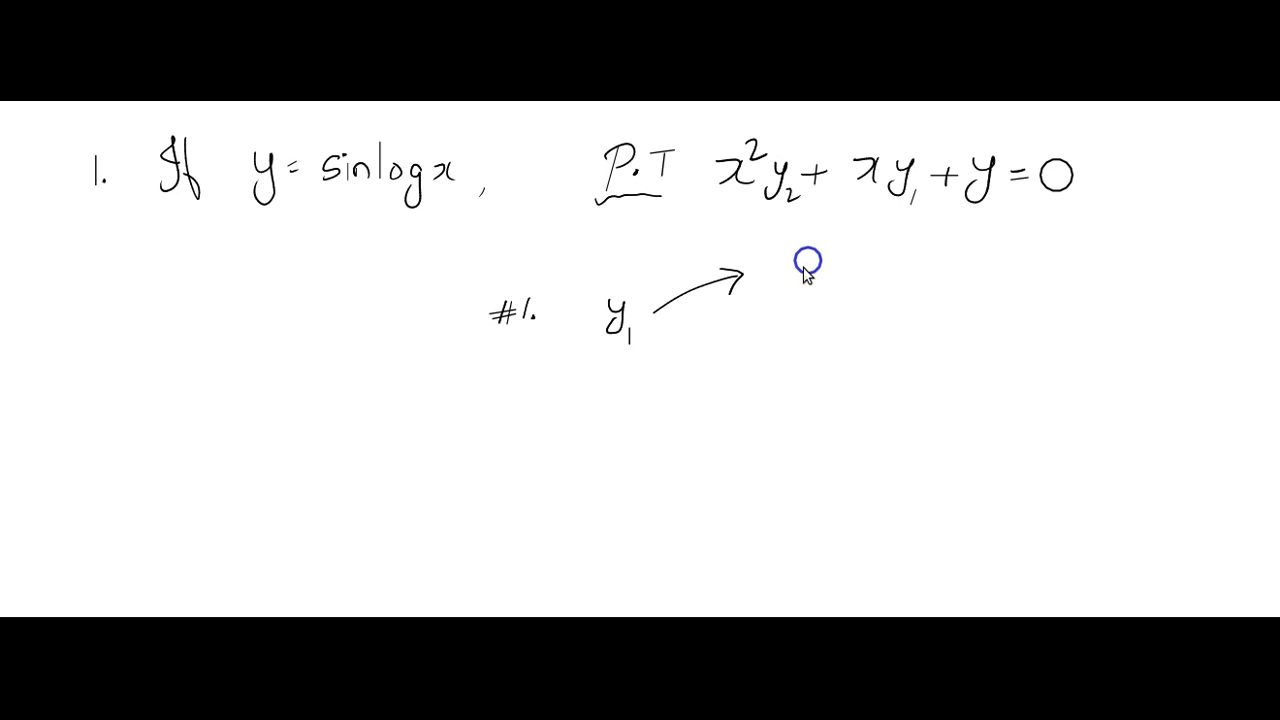 1. If y = sinlogx, P.T x²y₂ + xy₁ + y = 0
#1. y₁ →